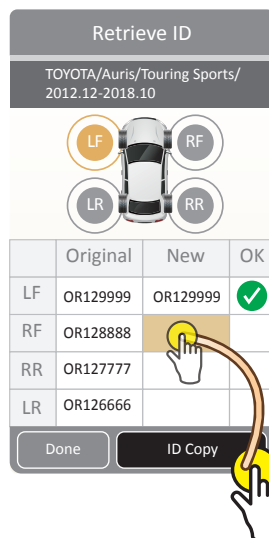 Retrieve ID
TOYOTA/Auris/Touring Sports/
2012.12-2018.10
LF RF
LR RR
Original New OK
LF OR129999 OR129999
RF OR128888
RR OR127777
LR OR126666
Done ID Copy